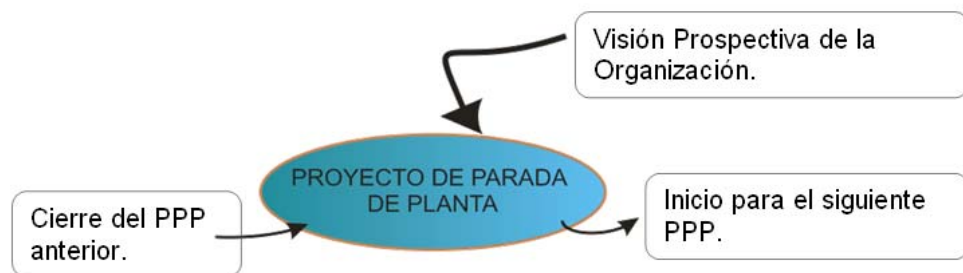 Visión Prospectiva de la
Organización.
PROYECTO DE PARADA
DE PLANTA
Cierre del PPP
anterior.
Inicio para el siguiente
PPP.